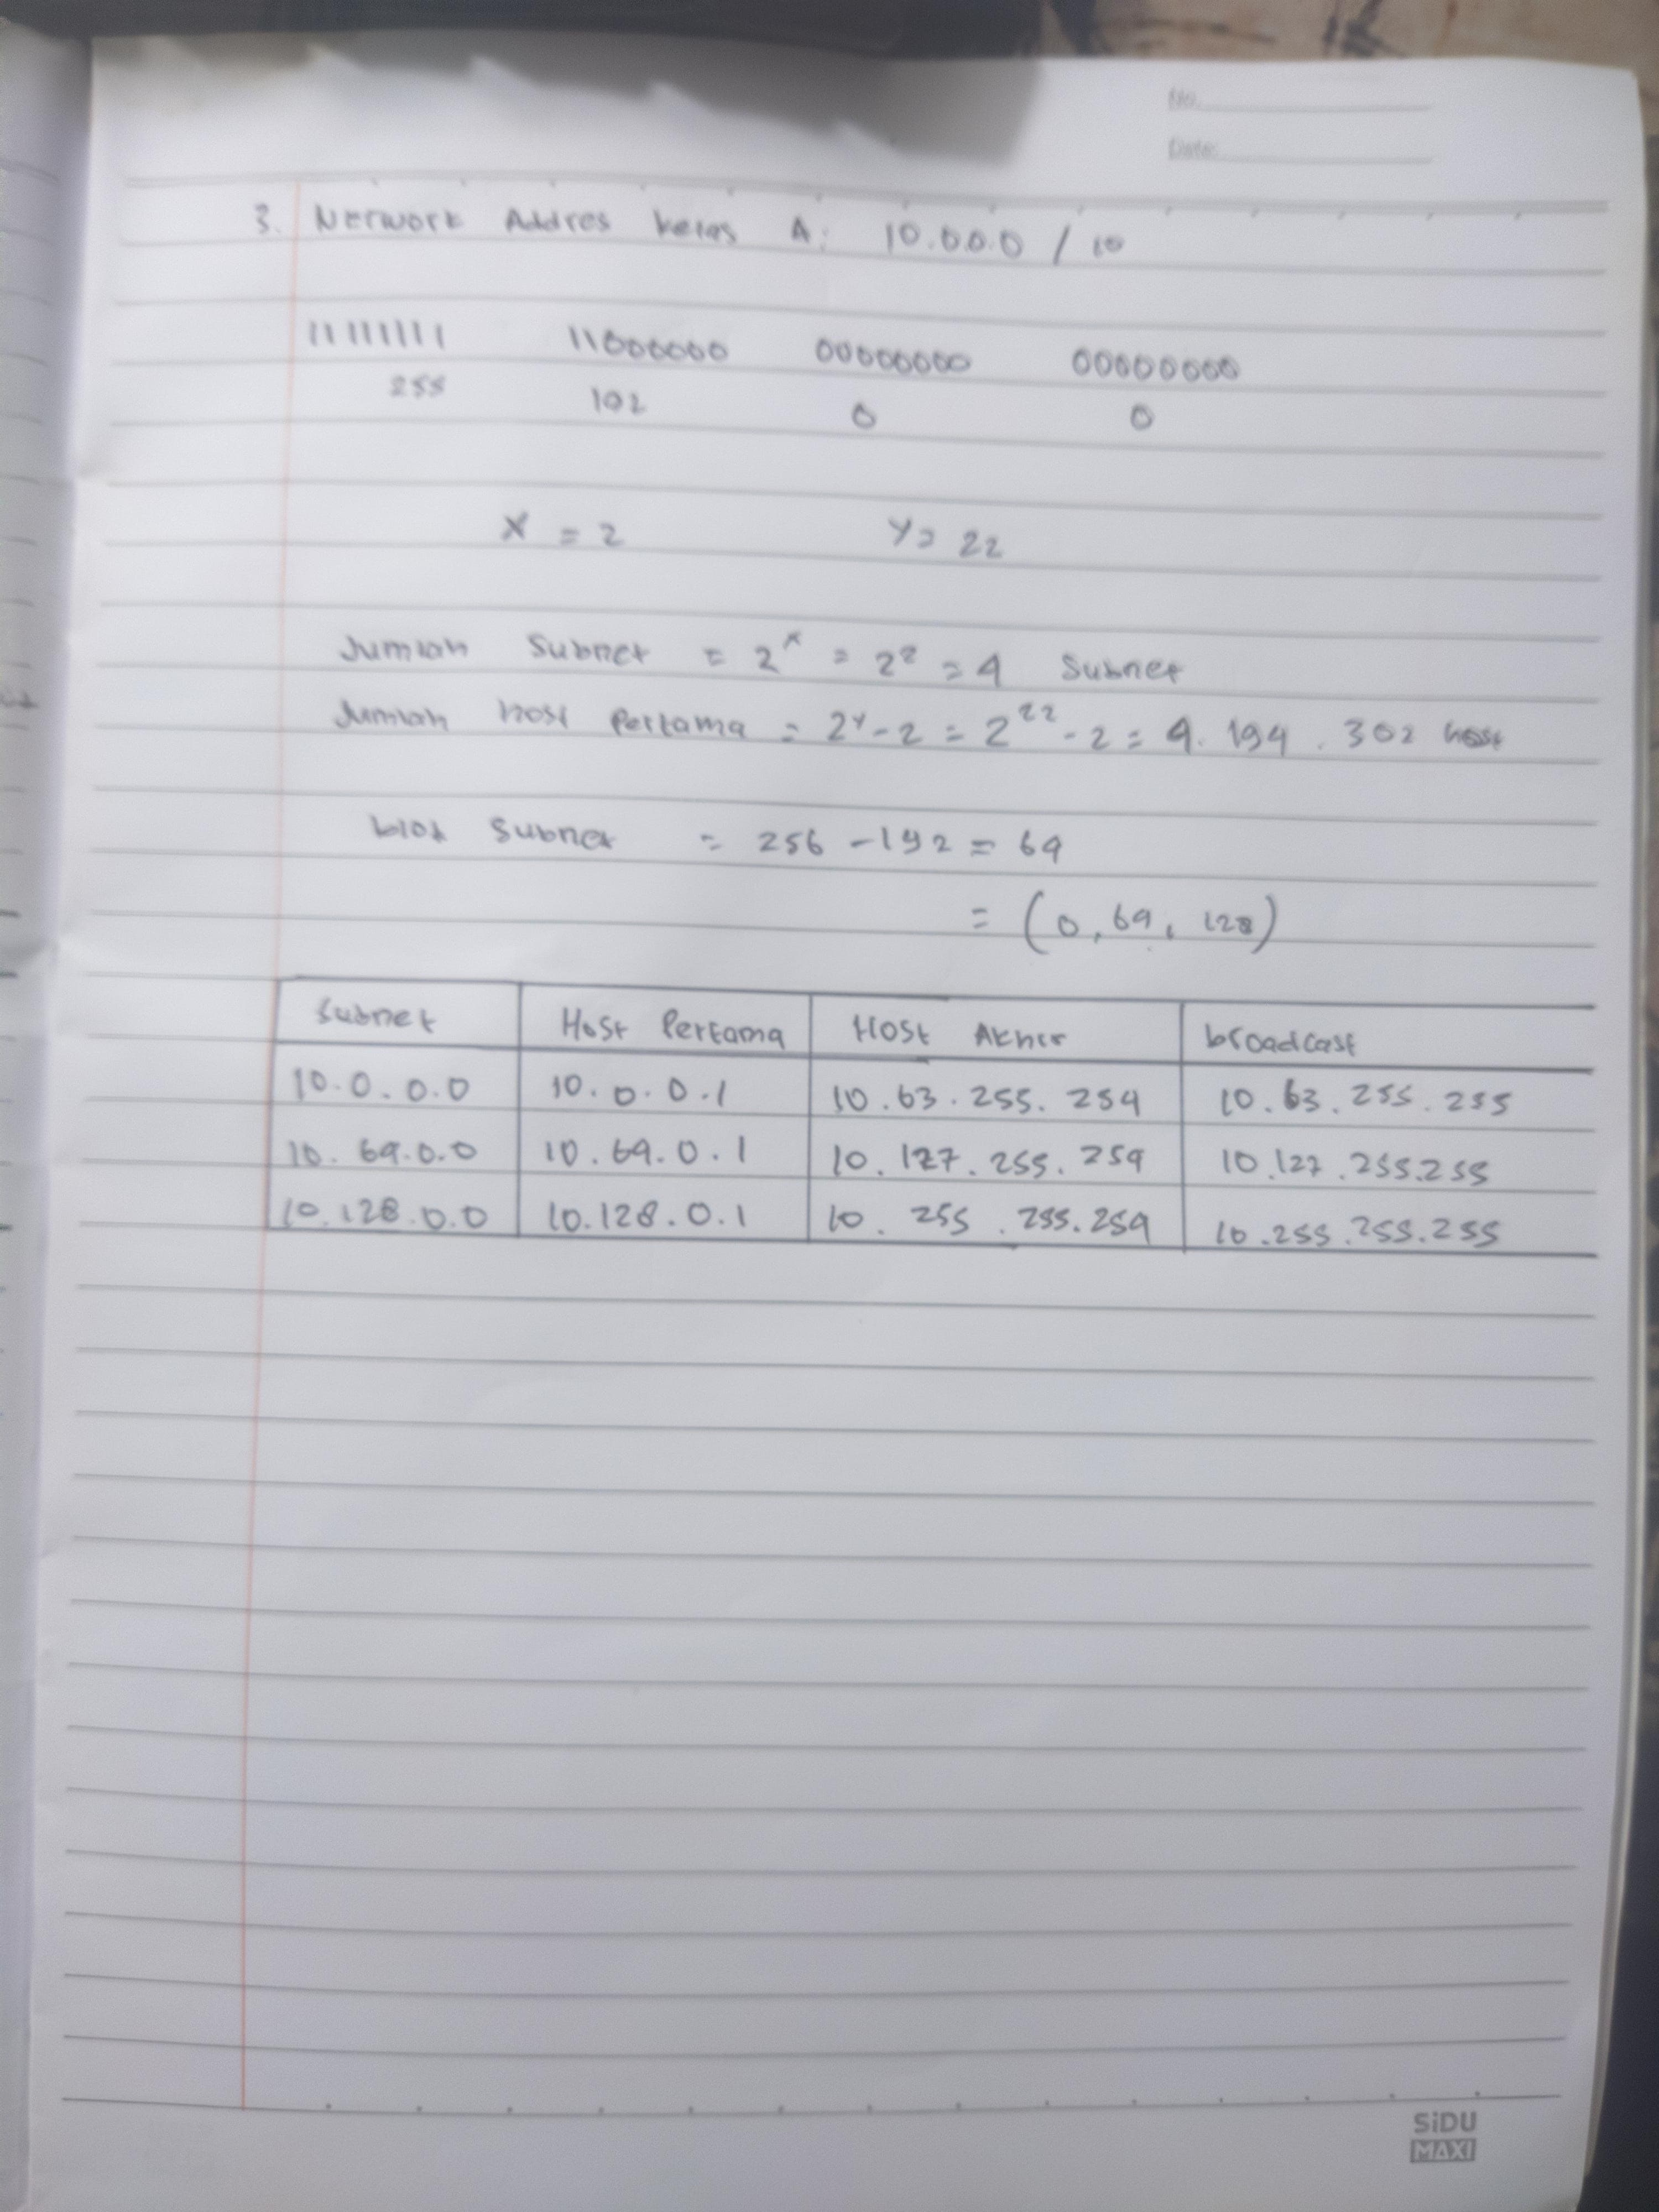 No.
Date:
3. Network Addres kelas A: 10.0.0.0 / 10
11111111 11000000 00000000 00000000
255 192 0 0
X = 2 Y = 22
Jumlah Subnet = 2^x = 2^2 = 4 Subnet
Jumlah host Pertama = 2^y - 2 = 2^22 - 2 = 4.194.302 host
blok Subnet = 256 - 192 = 64
= (0, 64, 128)
Subnet Host Pertama Host Akhir broadcast
10.0.0.0 10.0.0.1 10.63.255.254 10.63.255.255
10.64.0.0 10.64.0.1 10.127.255.254 10.127.255.255
10.128.0.0 10.128.0.1 10.255.255.254 10.255.255.255
SiDU
MAXI